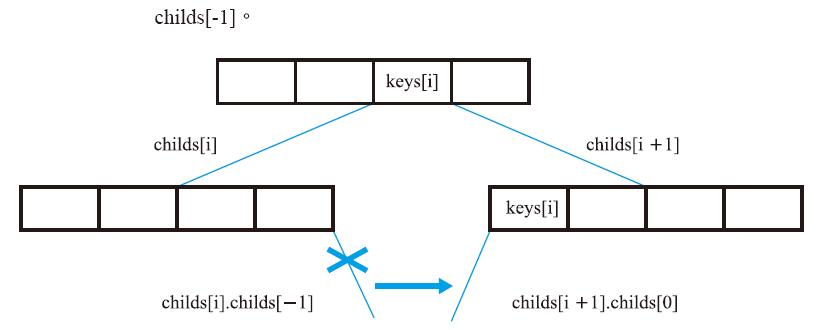 childs[-1]。
keys[i]
childs[i]
childs[i +1]
keys[i]
childs[i].childs[−1]
childs[i +1].childs[0]